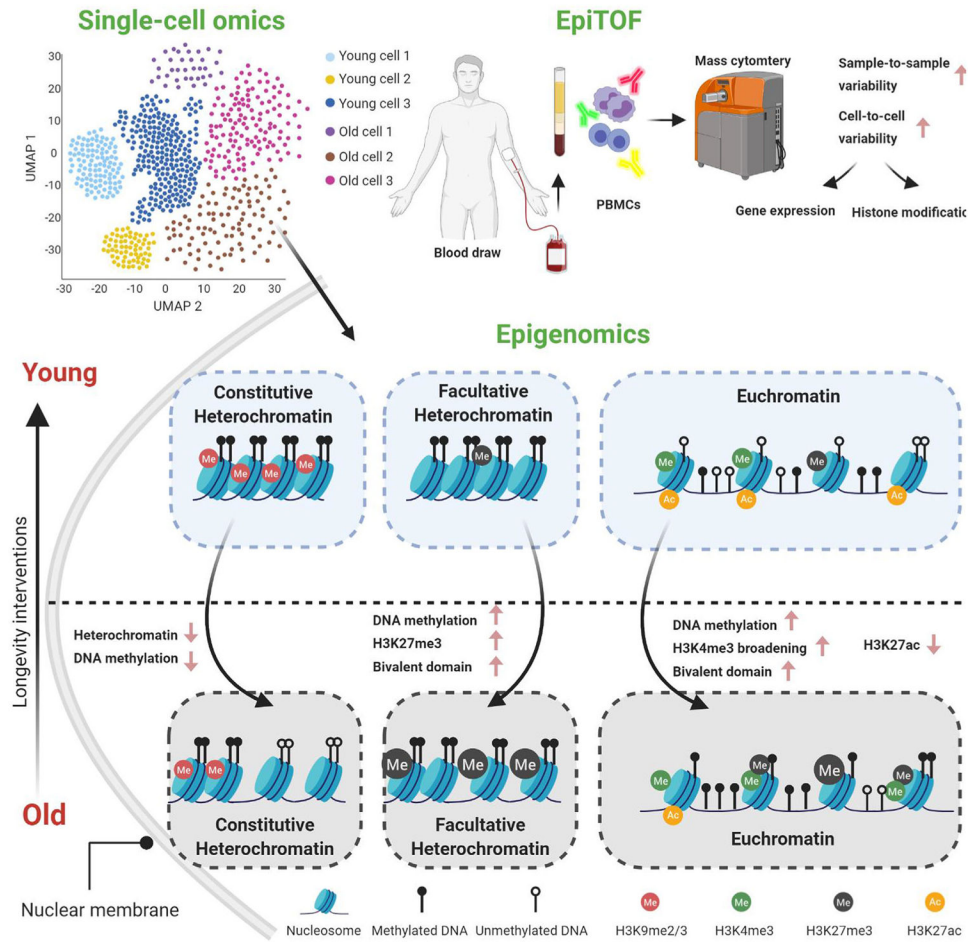 Single-cell omics
30
20
10
0
-10
-20
-30
UMAP 1
-30
-20
-10
0
10
20
30
UMAP 2
Young cell 1
Young cell 2
Young cell 3
Old cell 1
Old cell 2
Old cell 3
EpiTOF
Blood draw
PBMCs
Mass cytomtery
Sample-to-sample
variability
Cell-to-cell
variability
Gene expression
Histone modificatio
Epigenomics
Young
Longevity interventions
Old
Nuclear membrane
Constitutive
Heterochromatin
Me
Me
Me
Me
Facultative
Heterochromatin
Me
Euchromatin
Me
Me
Me
Ac
Ac
Ac
Heterochromatin
DNA methylation
DNA methylation
H3K27me3
Bivalent domain
DNA methylation
H3K4me3 broadening
Bivalent domain
H3K27ac
Me
Me
Constitutive
Heterochromatin
Me
Me
Me
Facultative
Heterochromatin
Me
Me
Me
Me
Me
Me
Ac
Euchromatin
Nucleosome
Methylated DNA
Unmethylated DNA
Me
H3K9me2/3
Me
H3K4me3
Me
H3K27me3
Ac
H3K27ac